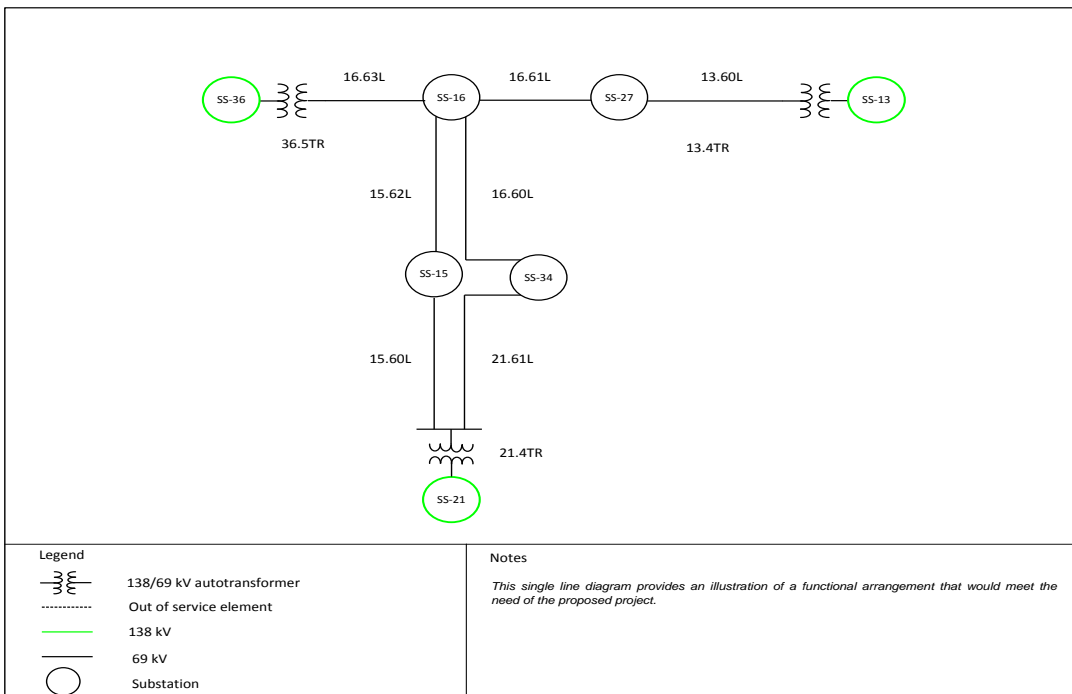 16.63L
16.61L
13.60L
SS-36
SS-16
SS-27
SS-13
36.5TR
13.4TR
15.62L
16.60L
SS-15
SS-34
15.60L
21.61L
21.4TR
SS-21
Legend
138/69 kV autotransformer
Out of service element
138 kV
69 kV
Substation
Notes
This single line diagram provides an illustration of a functional arrangement that would meet the
need of the proposed project.